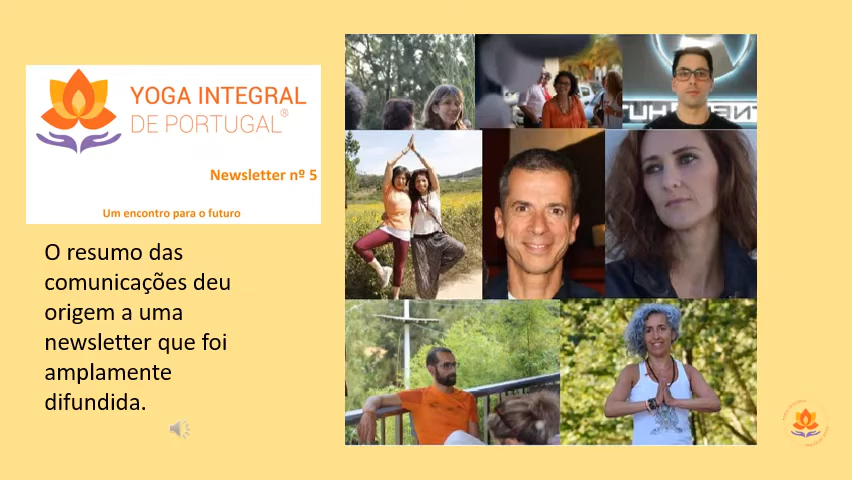 YOGA INTEGRAL
DE PORTUGAL®
Newsletter nº 5
Um encontro para o futuro
O resumo das
comunicações deu
origem a uma
newsletter que foi
amplamente
difundida.